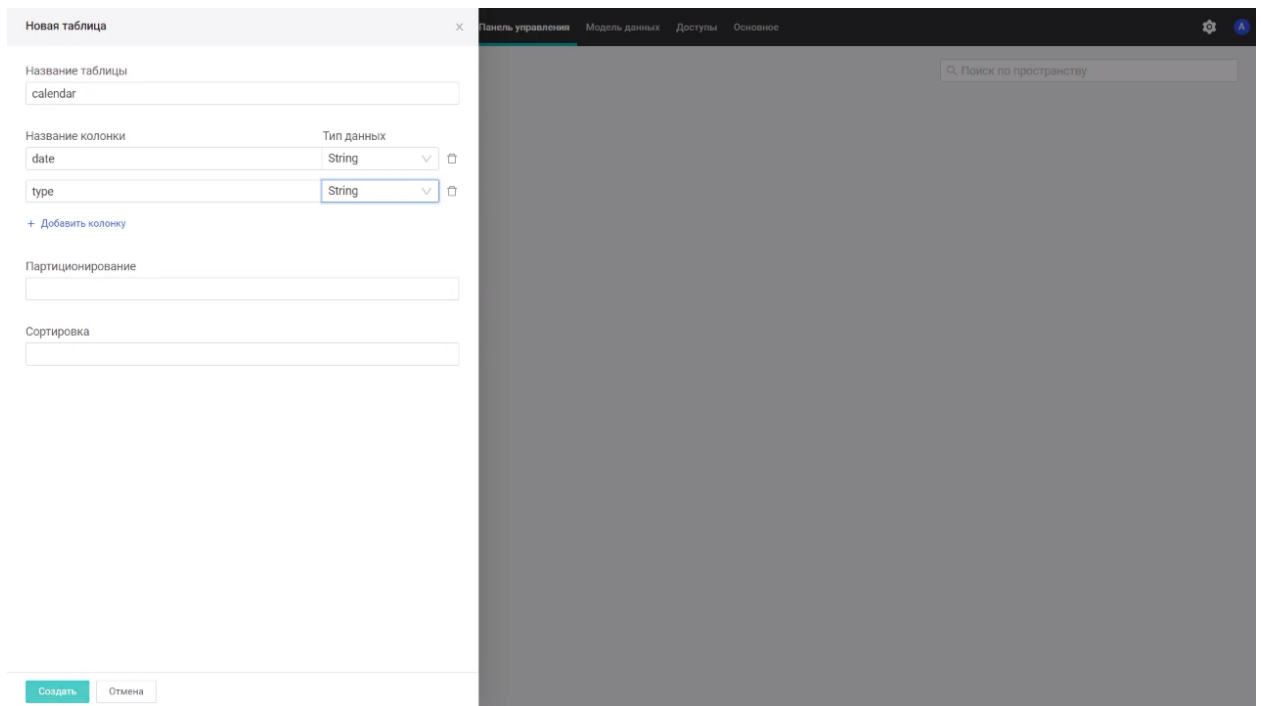 Новая таблица
Панель управления Модель данных Доступы Основное
A
Поиск по пространству
Название таблицы
calendar
Название колонки Тип данных
date String
type String
+ Добавить колонку
Партиционирование
Сортировка
Создать Отмена